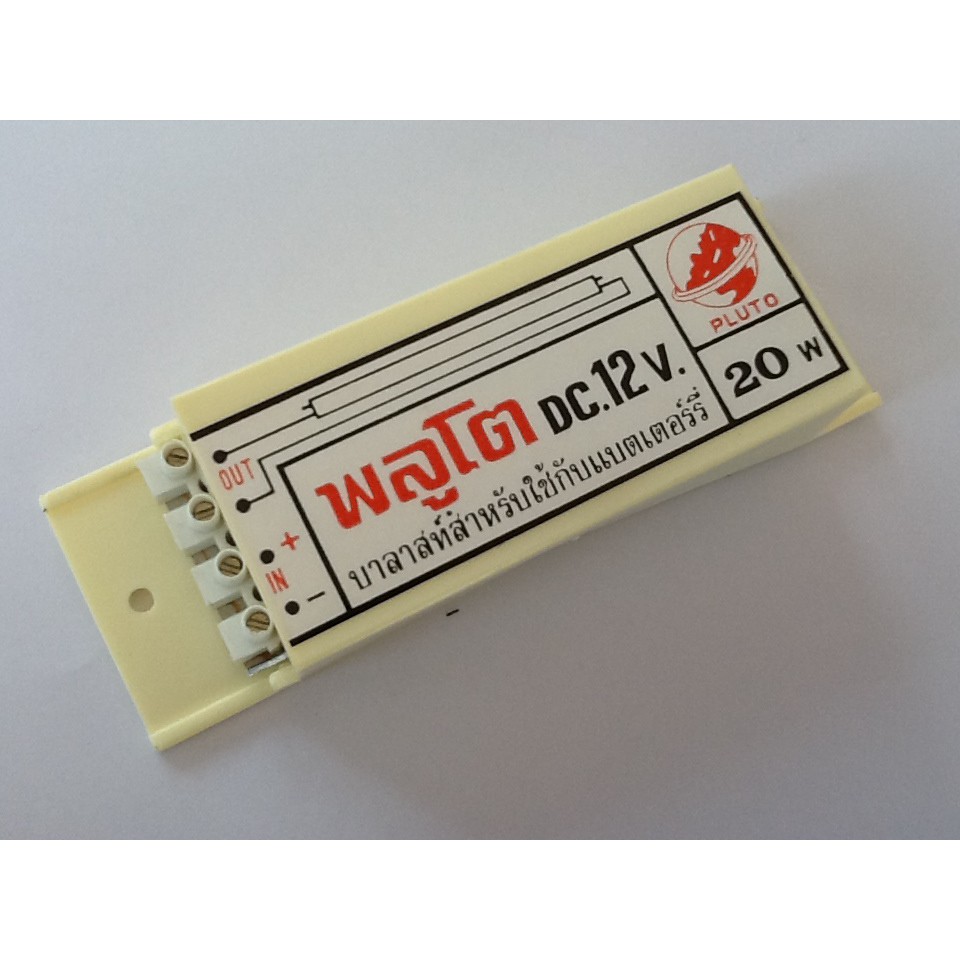 PLUTO
20 W
พลูโต DC.12 V.
บาลาสท์สำหรับใช้กับแบตเตอร์รี่
OUT
+
IN
-